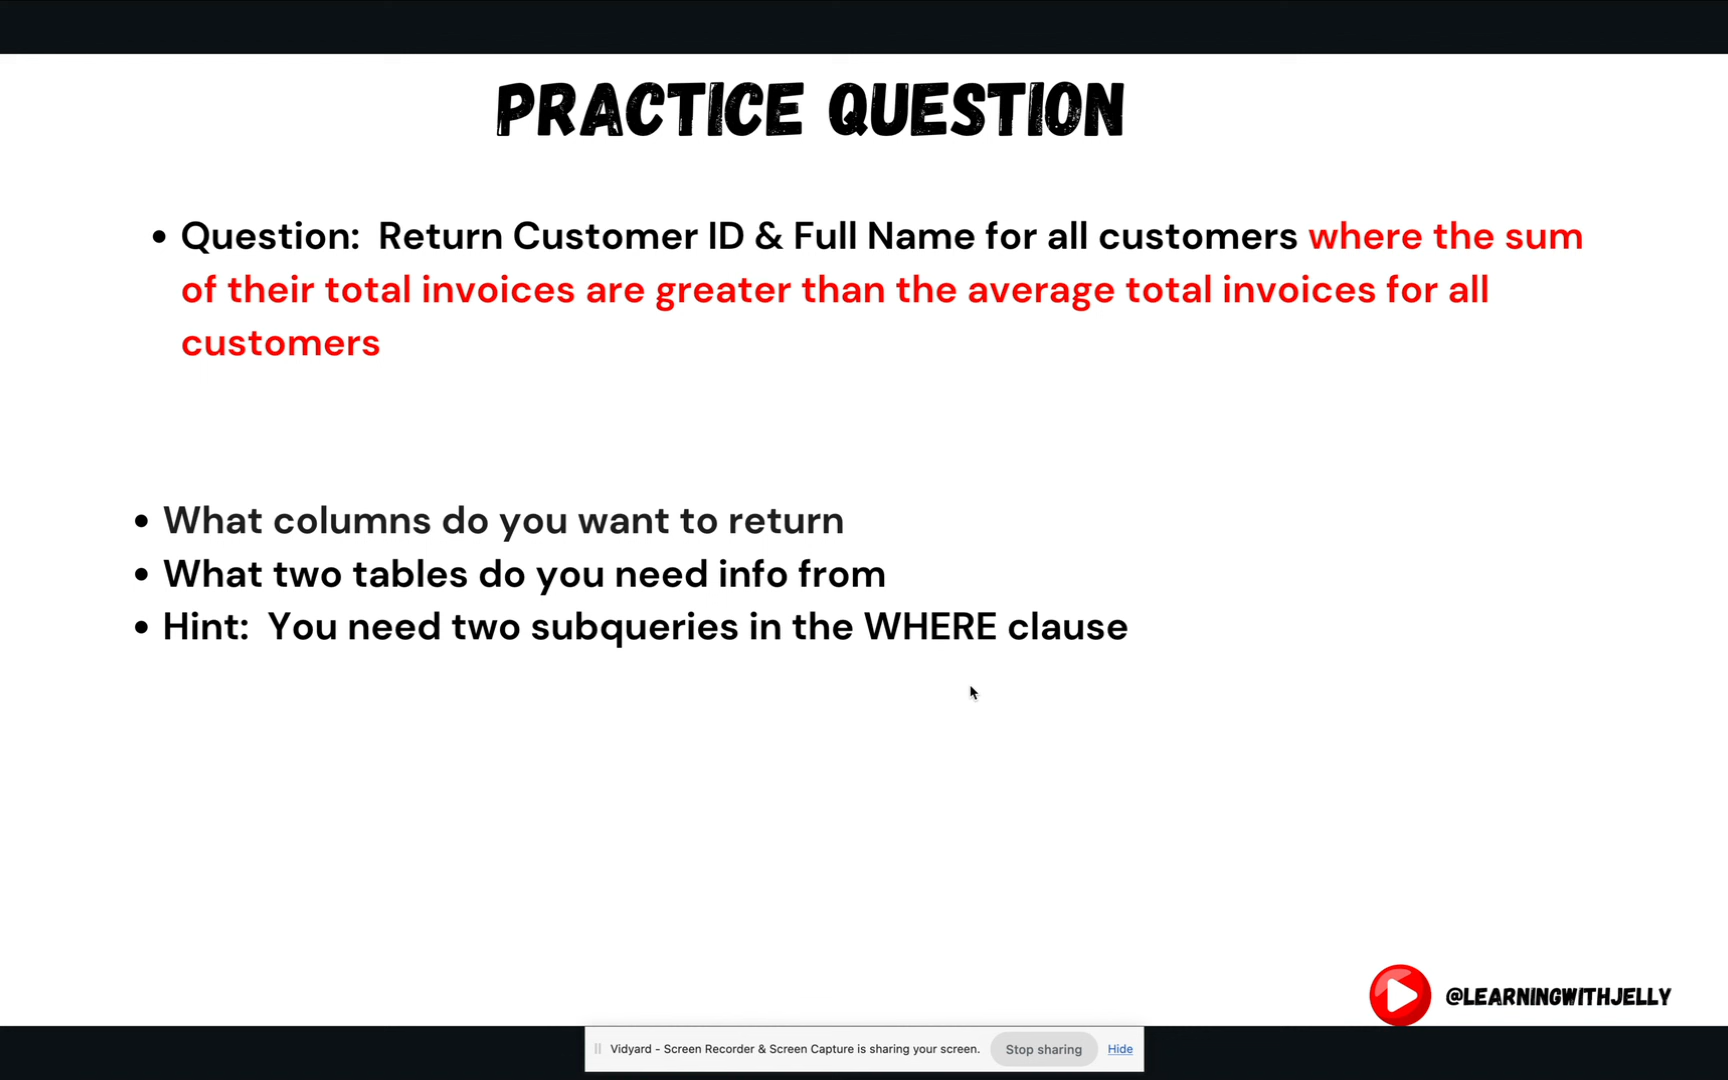 PRACTICE QUESTION
• Question:  Return Customer ID & Full Name for all customers where the sum
of their total invoices are greater than the average total invoices for all
customers
• What columns do you want to return
• What two tables do you need info from
• Hint:  You need two subqueries in the WHERE clause
@LEARNINGWITHJELLY
Vidyard - Screen Recorder & Screen Capture is sharing your screen. Stop sharing Hide